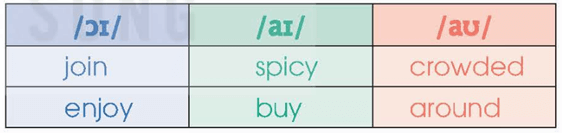 /ɔɪ/ /aɪ/ /aʊ/
join spicy crowded
enjoy buy around